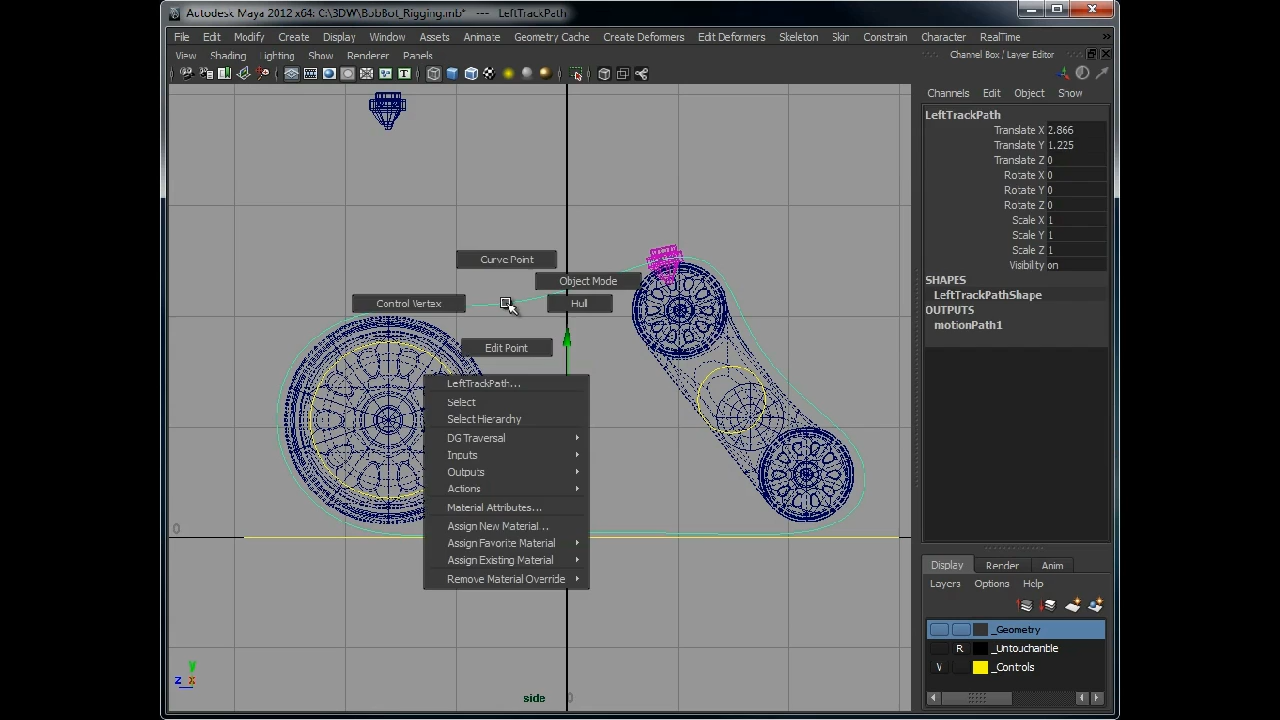 Autodesk Maya 2012 x64: C:\3DW\BobBot_Rigging.mb* --- LeftTrackPath
File Edit Modify Create Display Window Assets Animate Geometry Cache Create Deformers Edit Deformers Skeleton Skin Constrain Character RealTime »
View Shading Lighting Show Renderer Panels
Channel Box / Layer Editor
Channels Edit Object Show
LeftTrackPath
Translate X 2.866
Translate Y 1.225
Translate Z 0
Rotate X 0
Rotate Y 0
Rotate Z 0
Scale X 1
Scale Y 1
Scale Z 1
Visibility on
SHAPES
LeftTrackPathShape
OUTPUTS
motionPath1
Curve Point
Object Mode
Control Vertex
Hull
Edit Point
LeftTrackPath...
Select
Select Hierarchy
DG Traversal
Inputs
Outputs
Actions
Material Attributes...
Assign New Material...
Assign Favorite Material
Assign Existing Material
Remove Material Override
0
0
y
z x
side
Display Render Anim
Layers Options Help
_Geometry
R _Untouchable
V _Controls